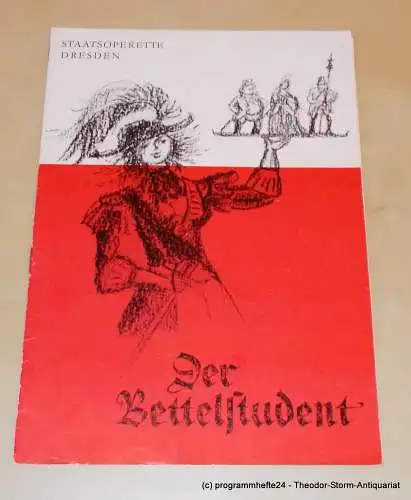 STAATSOPERETTE
DRESDEN
Der
Bettelstudent
(c) programmhefte24 - Theodor-Storm-Antiquariat